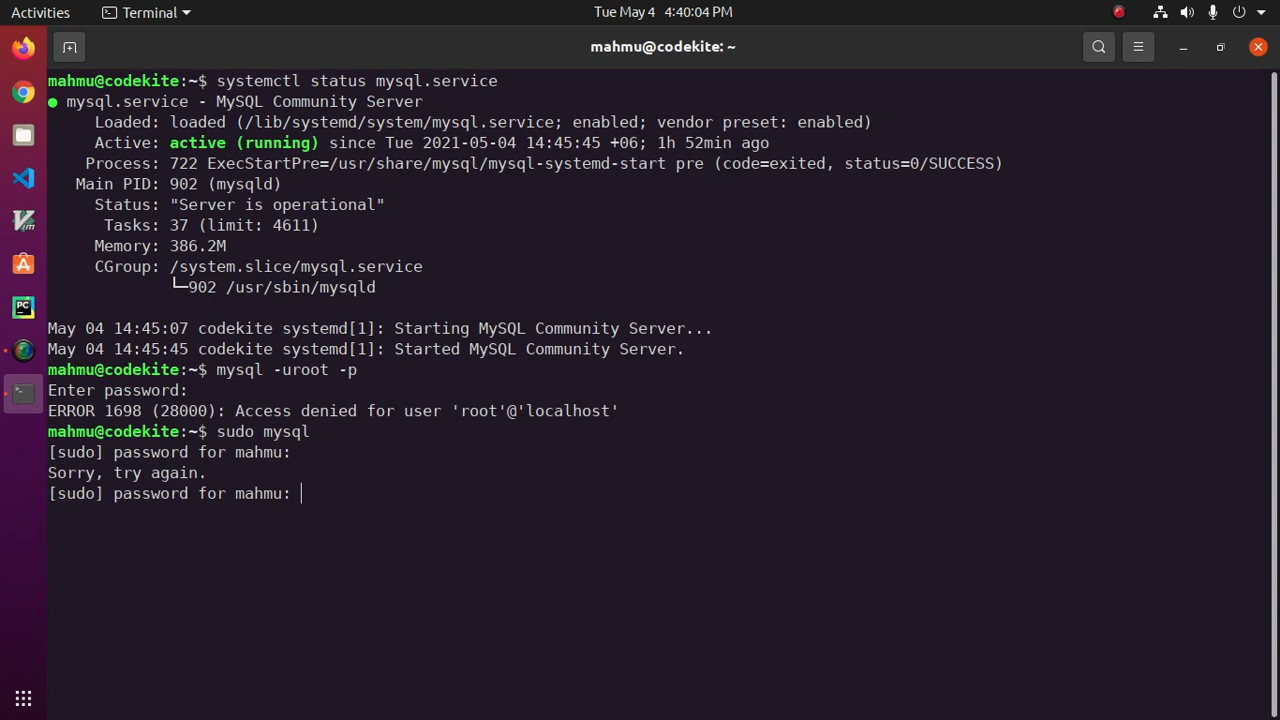 Activities Terminal Tue May 4 4:40:04 PM
mahmu@codekite: ~
mahmu@codekite:~$ systemctl status mysql.service
● mysql.service - MySQL Community Server
Loaded: loaded (/lib/systemd/system/mysql.service; enabled; vendor preset: enabled)
Active: active (running) since Tue 2021-05-04 14:45:45 +06; 1h 52min ago
Process: 722 ExecStartPre=/usr/share/mysql/mysql-systemd-start pre (code=exited, status=0/SUCCESS)
Main PID: 902 (mysqld)
Status: "Server is operational"
Tasks: 37 (limit: 4611)
Memory: 386.2M
CGroup: /system.slice/mysql.service
└─902 /usr/sbin/mysqld
May 04 14:45:07 codekite systemd[1]: Starting MySQL Community Server...
May 04 14:45:45 codekite systemd[1]: Started MySQL Community Server.
mahmu@codekite:~$ mysql -uroot -p
Enter password:
ERROR 1698 (28000): Access denied for user 'root'@'localhost'
mahmu@codekite:~$ sudo mysql
[sudo] password for mahmu:
Sorry, try again.
[sudo] password for mahmu: